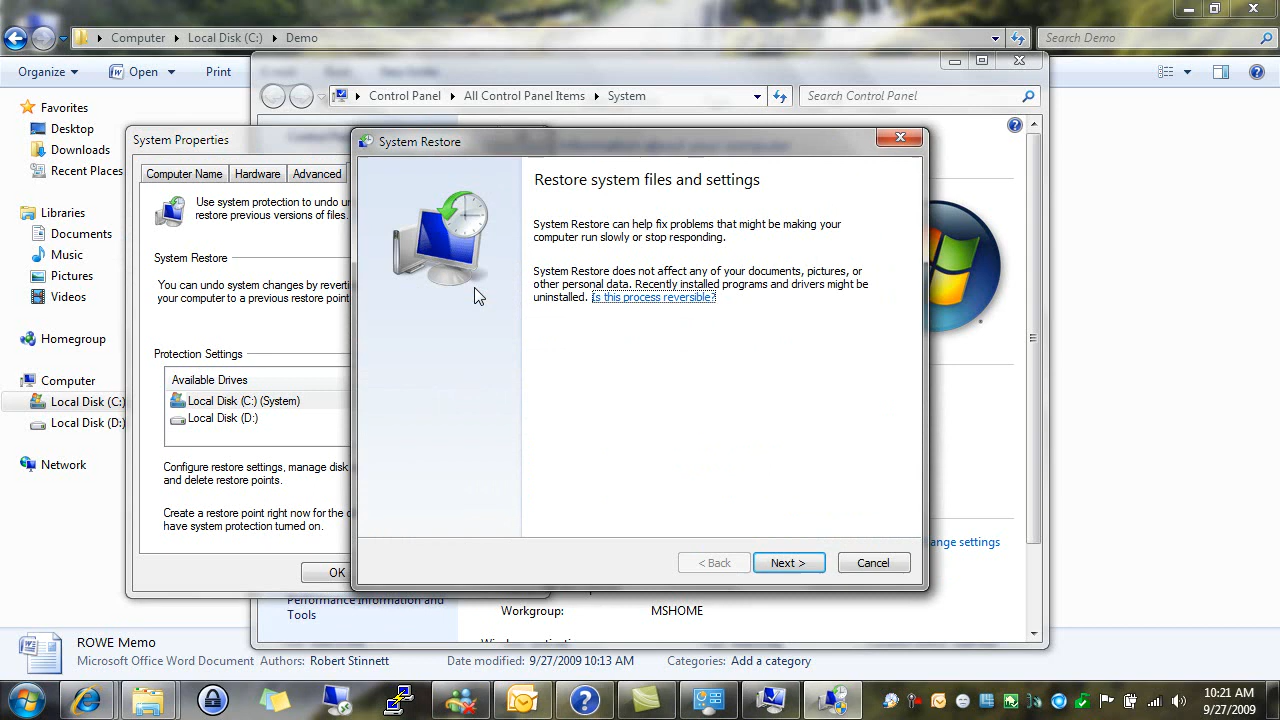 Computer Local Disk (C:) Demo
Search Demo
Organize Open Print
Control Panel All Control Panel Items System
Search Control Panel
Favorites
Desktop
Downloads
Recent Places
Libraries
Documents
Music
Pictures
Videos
Homegroup
Computer
Local Disk (C:)
Local Disk (D:)
Network
System Properties
Computer Name Hardware Advanced
Use system protection to undo
restore previous versions of files.
System Restore
You can undo system changes by
your computer to a previous restore point
Protection Settings
Available Drives
Local Disk (C:) (System)
Local Disk (D:)
Configure restore settings, manage disk
and delete restore points.
Create a restore point right now for the
have system protection turned on.
OK
System Restore
Restore system files and settings
System Restore can help fix problems that might be making your
computer run slowly or stop responding.
System Restore does not affect any of your documents, pictures, or
other personal data. Recently installed programs and drivers might be
uninstalled. Is this process reversible?
< Back Next > Cancel
settings
Performance Information and
Tools
Workgroup: MSHOME
ROWE Memo
Microsoft Office Word Document Authors: Robert Stinnett Date modified: 9/27/2009 10:13 AM Categories: Add a category
10:21 AM
9/27/2009